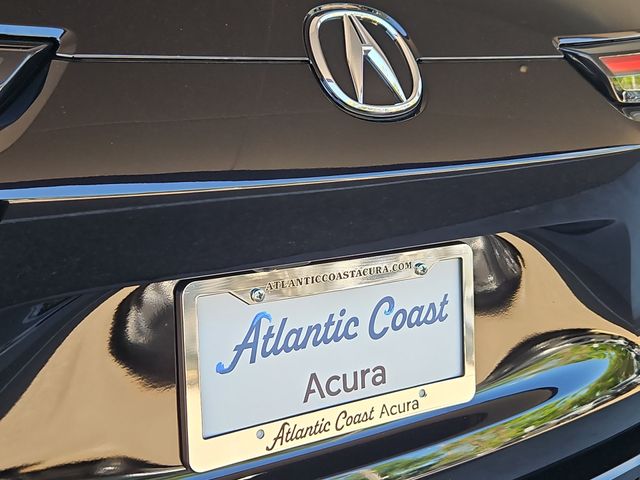 ATLANTICCOASTACURA.COM
Atlantic Coast
Acura
Atlantic Coast Acura